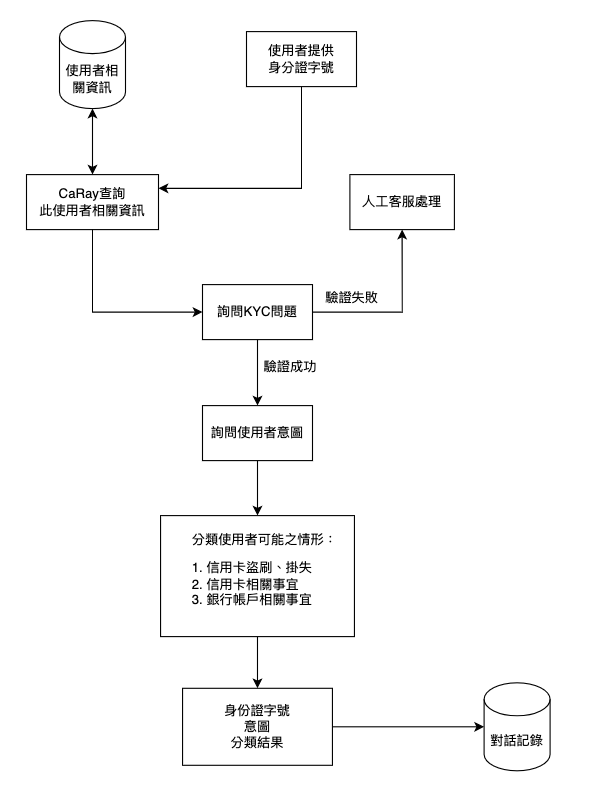 使用者相
關資訊
使用者提供
身分證字號
CaRay查詢
此使用者相關資訊
人工客服處理
詢問KYC問題
驗證失敗
驗證成功
詢問使用者意圖
分類使用者可能之情形：
1. 信用卡盜刷、掛失
2. 信用卡相關事宜
3. 銀行帳戶相關事宜
身份證字號
意圖
分類結果
對話記錄